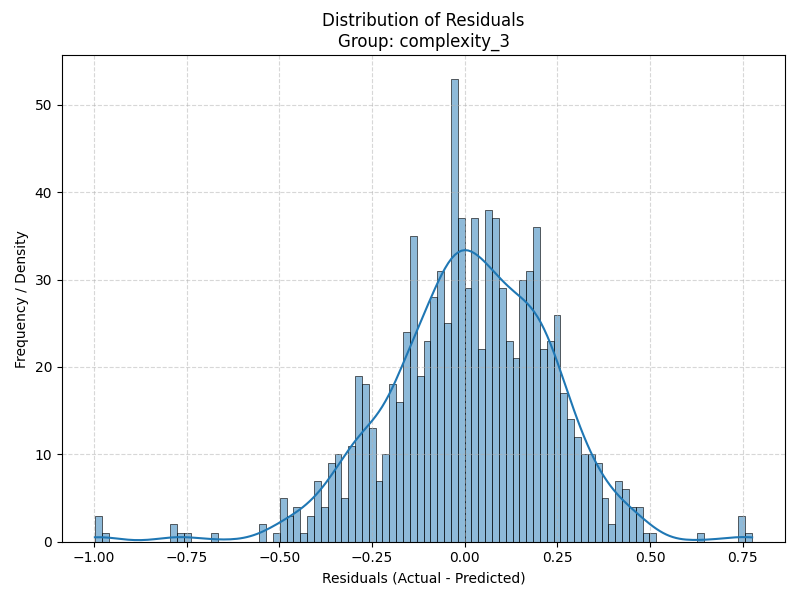 Distribution of Residuals
Group: complexity_3
Frequency / Density
50
40
30
20
10
0
−1.00 −0.75 −0.50 −0.25 0.00 0.25 0.50 0.75
Residuals (Actual - Predicted)